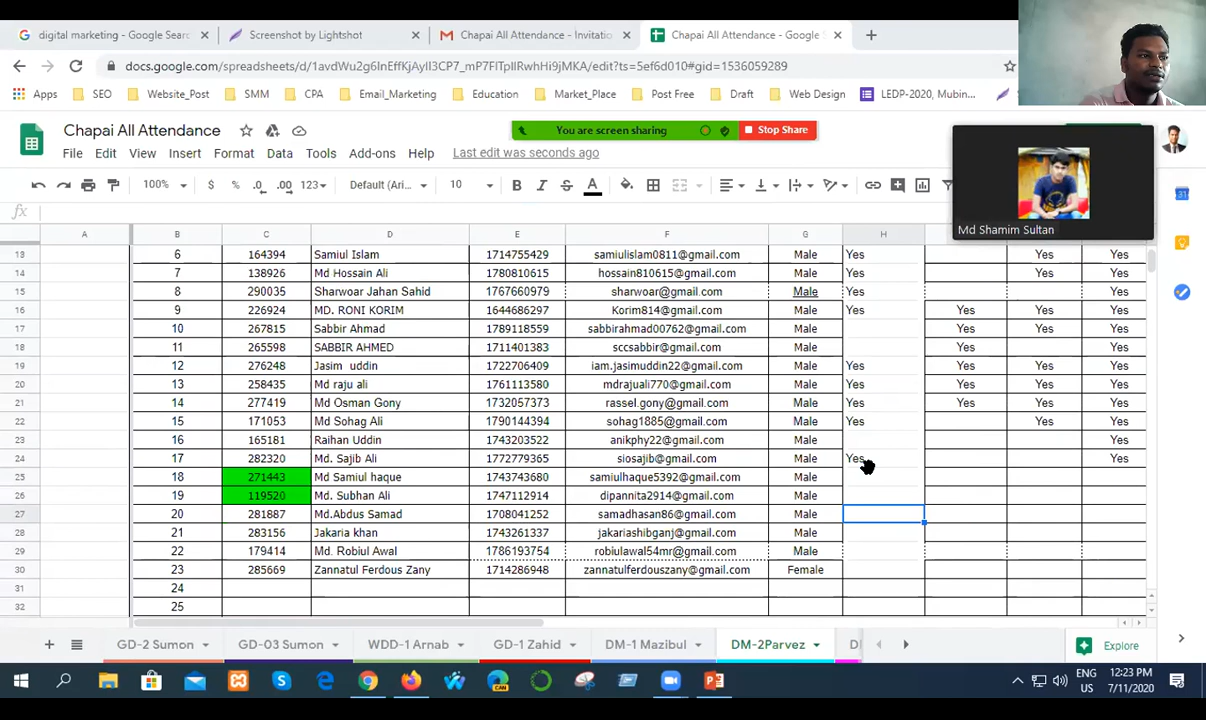 digital marketing - Google Searc
Screenshot by Lightshot
Chapai All Attendance - Invitatio
Chapai All Attendance - Google S
docs.google.com/spreadsheets/d/1avdWu2g6InEffKjAylI3CP7_mP7FlTpIlRwhHi9jMKA/edit?ts=5ef6d010#gid=1536059289
Apps SEO Website_Post SMM CPA Email_Marketing Education Market_Place Post Free Draft Web Design LEDP-2020, Mubin...
Chapai All Attendance
You are screen sharing Stop Share
File Edit View Insert Format Data Tools Add-ons Help Last edit was seconds ago
100% $ % .0 .00 123 Default (Ari... 10 B I S A
Md Shamim Sultan
fx
A B C D E F G H
13 6 164394 Samiul Islam 1714755429 samiulislam0811@gmail.com Male Yes Yes Yes
14 7 138926 Md Hossain Ali 1780810615 hossain810615@gmail.com Male Yes Yes Yes
15 8 290035 Sharwoar Jahan Sahid 1767660979 sharwoar@gmail.com Male Yes Yes
16 9 226924 MD. RONI KORIM 1644686297 Korim814@gmail.com Male Yes Yes Yes Yes
17 10 267815 Sabbir Ahmad 1789118559 sabbirahmad00762@gmail.com Male Yes Yes Yes
18 11 265598 SABBIR AHMED 1711401383 sccsabbir@gmail.com Male Yes
19 12 276248 Jasim uddin 1722706409 iam.jasimuddin22@gmail.com Male Yes Yes Yes Yes
20 13 258435 Md raju ali 1761113580 mdrajuali770@gmail.com Male Yes Yes Yes Yes
21 14 277419 Md Osman Gony 1732057373 rassel.gony@gmail.com Male Yes Yes Yes Yes
22 15 171053 Md Sohag Ali 1790144394 sohag1885@gmail.com Male Yes Yes Yes
23 16 165181 Raihan Uddin 1743203522 anikphy22@gmail.com Male Yes
24 17 282320 Md. Sajib Ali 1772779365 siosajib@gmail.com Male Yes Yes
25 18 271443 Md Samiul haque 1743743680 samiulhaque5392@gmail.com Male
26 19 119520 Md. Subhan Ali 1747112914 dipannita2914@gmail.com Male
27 20 281887 Md.Abdus Samad 1708041252 samadhasan86@gmail.com Male
28 21 283156 Jakaria khan 1743261337 jakariashibganj@gmail.com Male
29 22 179414 Md. Robiul Awal 1786193754 robiulawal54mr@gmail.com Male
30 23 285669 Zannatul Ferdous Zany 1714286948 zannatulferdouszany@gmail.com Female
31 24
32 25
GD-2 Sumon GD-03 Sumon WDD-1 Arnab GD-1 Zahid DM-1 Mazibul DM-2Parvez Explore
ENG 12:23 PM
US 7/11/2020